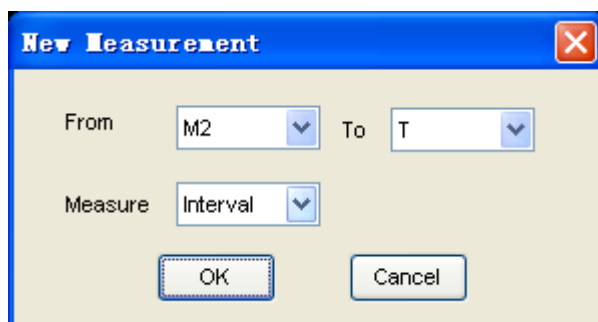 New Measurement
From M2 To T
Measure Interval
OK Cancel